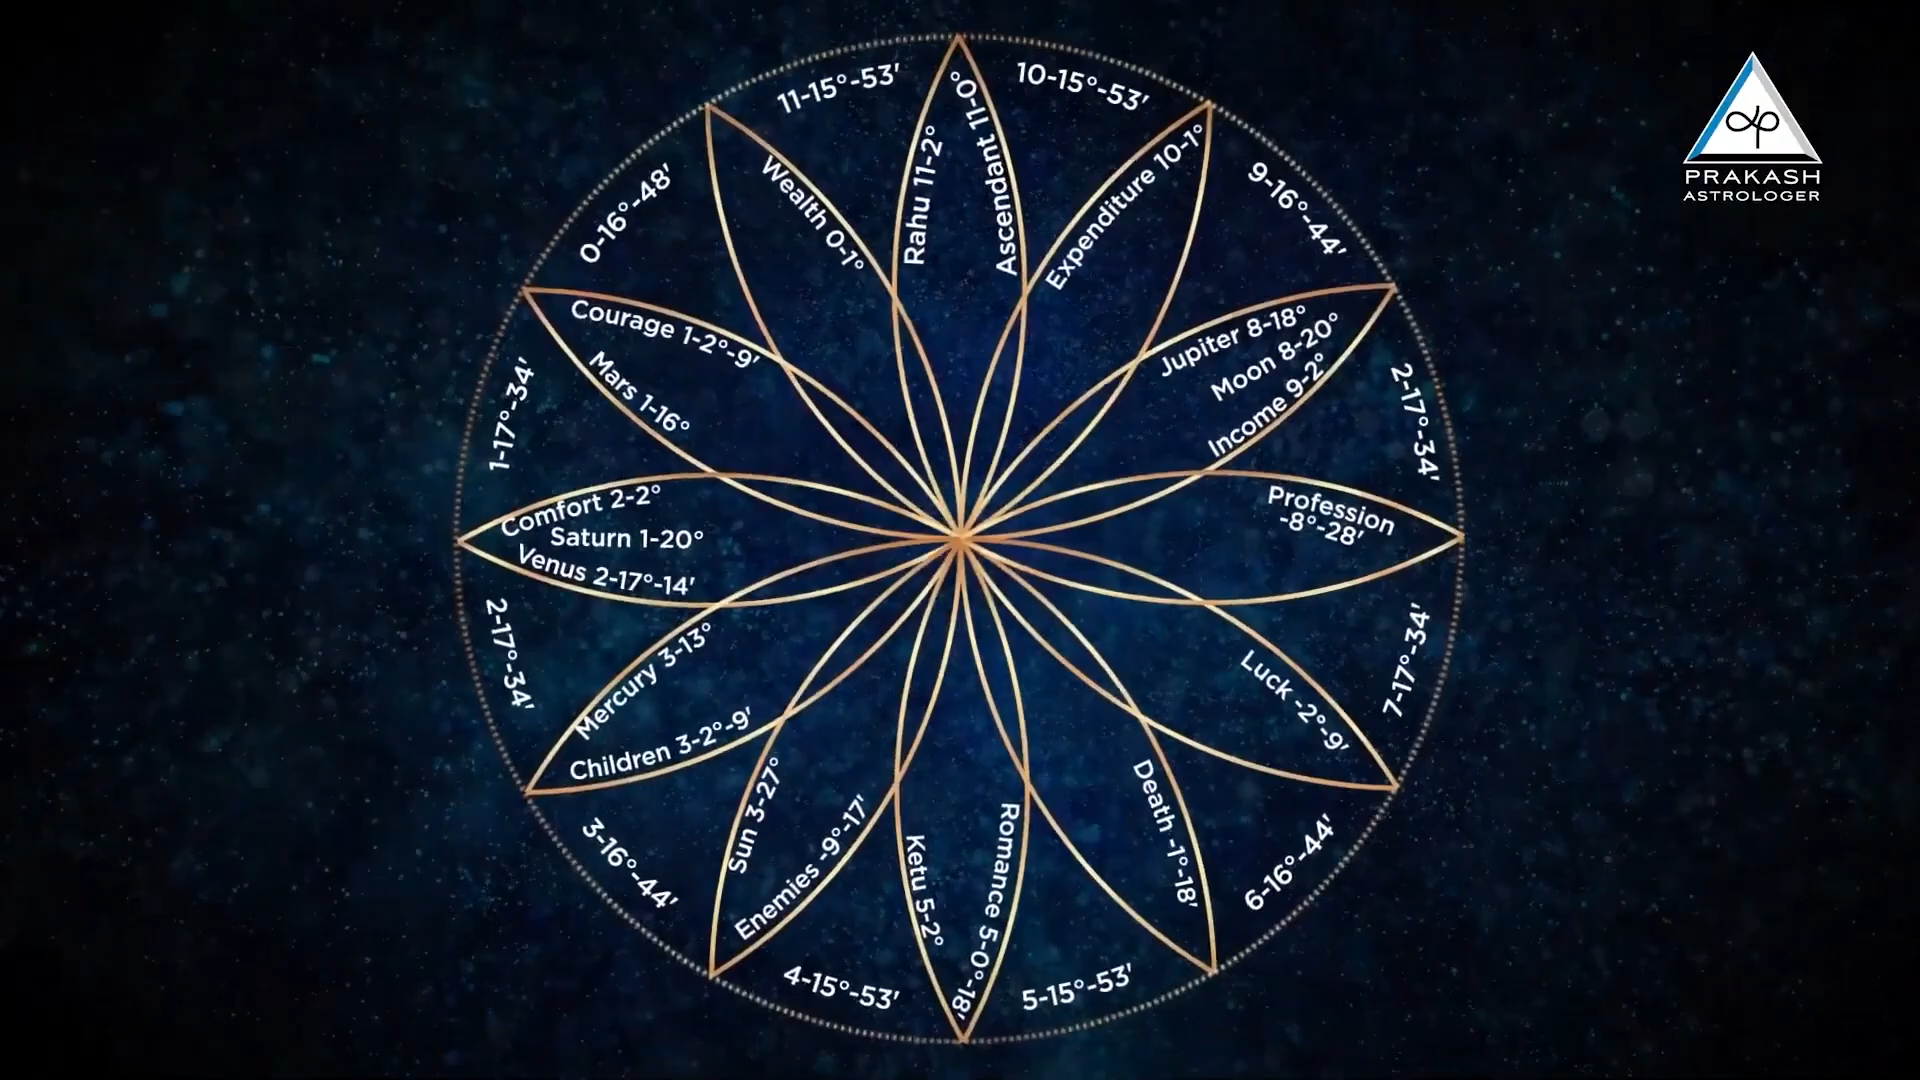 11-15°-53'
10-15°-53'
PRAKASH
ASTROLOGER
Rahu 11-2°
Ascendant 11-0°
Wealth 0-1°
Expenditure 10-1°
0-16°-48'
9-16°-44'
Courage 1-2°-9'
Mars 1-16°
Jupiter 8-18°
Moon 8-20°
Income 9-2°
1-17°-34'
2-17°-34'
Comfort 2-2°
Saturn 1-20°
Venus 2-17°-14'
Profession
-8°-28'
2-17°-34'
7-17°-34'
Mercury 3-13°
Children 3-2°-9'
Luck -2°-9'
Sun 3-27°
Enemies -9°-17'
Ketu 5-2°
Romance 5-0°-18'
Death -1°-18'
3-16°-44'
6-16°-44'
4-15°-53'
5-15°-53'